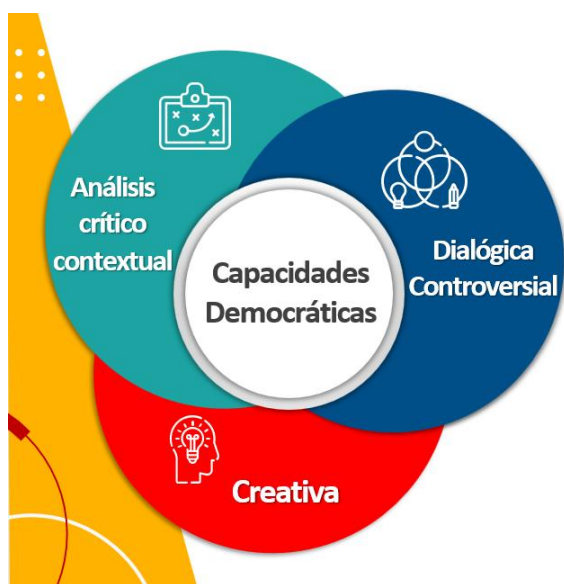 Análisis
crítico
contextual
Dialógica
Controversial
Capacidades
Democráticas
Creativa